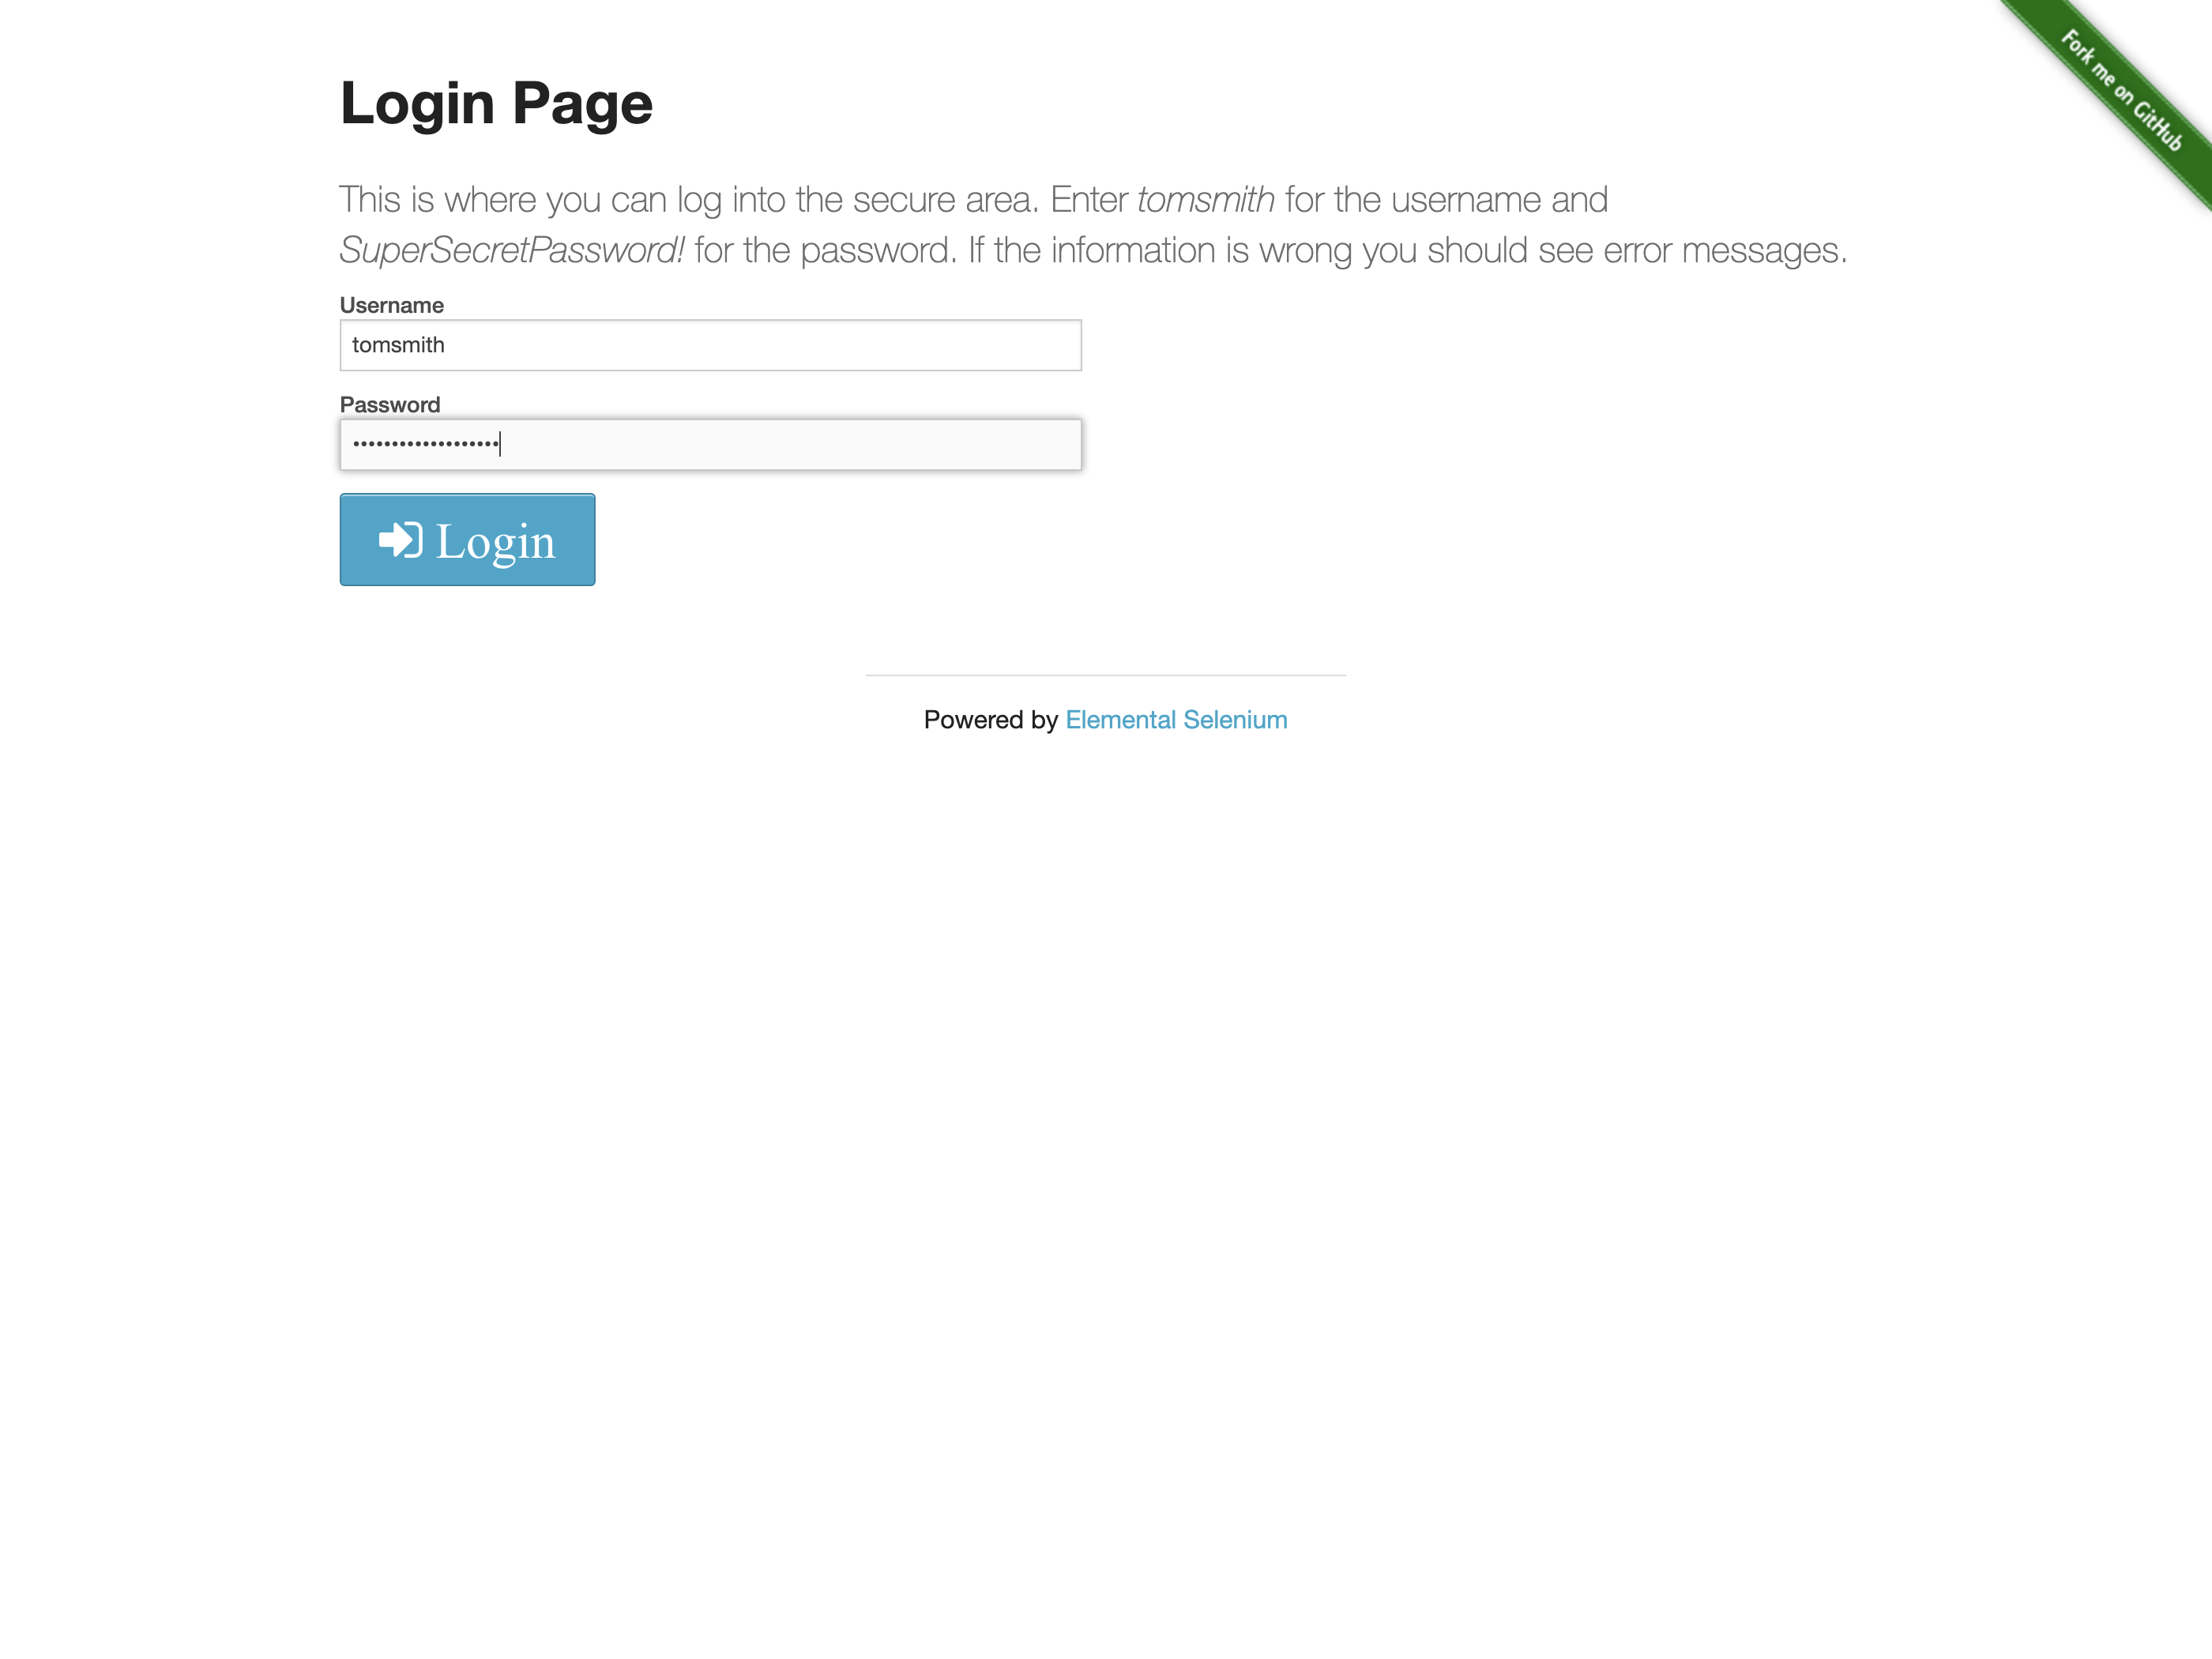 Fork me on GitHub
Login Page
This is where you can log into the secure area. Enter tomsmith for the username and
SuperSecretPassword! for the password. If the information is wrong you should see error messages.
Username
tomsmith
Password
•••••••••••••••••••
Login
Powered by Elemental Selenium